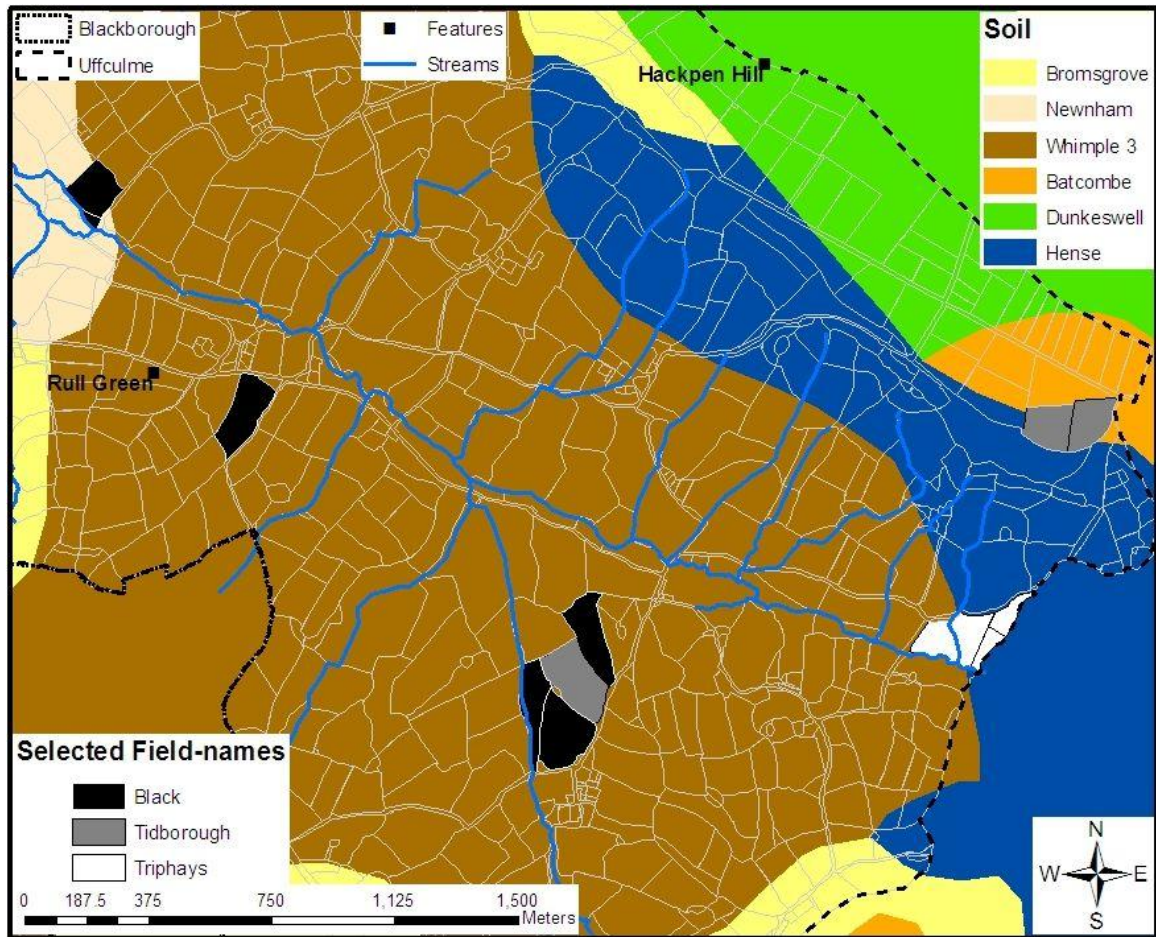 Blackborough
Uffculme
Features
Streams
Soil
Bromsgrove
Newnham
Whimple 3
Batcombe
Dunkeswell
Hense
Hackpen Hill
Rull Green
Selected Field-names
Black
Tidborough
Triphays
0 187.5 375 750 1,125 1,500
Meters
N
W E
S